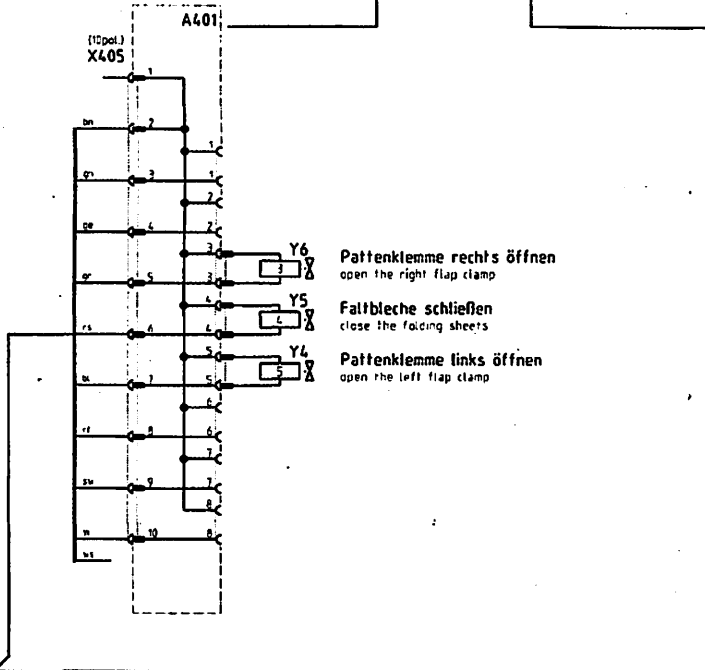 A401
(10pol.)
X405
1
bn 2
1
gn 3 1
2
ge 4 2
3 Y6 Pattenklemme rechts öffnen
3 open the right flap clamp
gr 5 3
4 Y5 Faltbleche schließen
4 close the folding sheets
rs 6 4
5 Y4 Pattenklemme links öffnen
5 open the left flap clamp
bl 7 5
6
rt 8 6
7
sw 9 7
8
10 8
ws